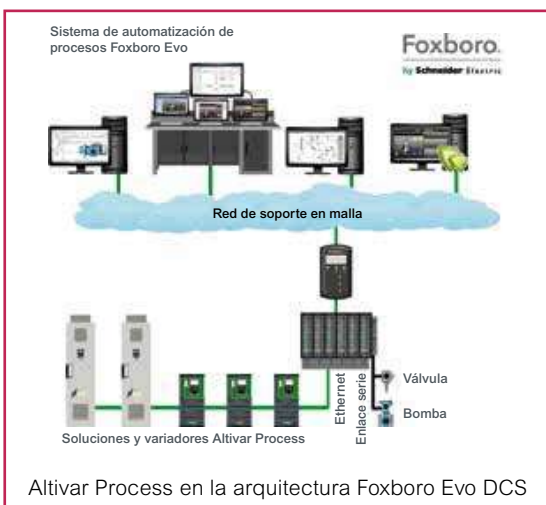 Sistema de automatización de
procesos Foxboro Evo
Foxboro.
by Schneider Electric
Red de soporte en malla
Ethernet
Enlace serie
Válvula
Bomba
Soluciones y variadores Altivar Process
Altivar Process en la arquitectura Foxboro Evo DCS